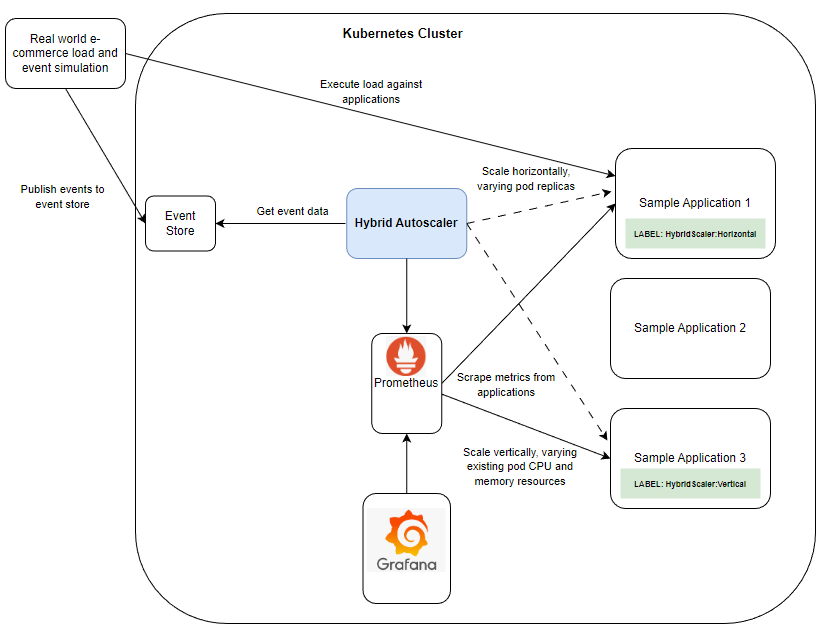 Kubernetes Cluster
Real world e-
commerce load and
event simulation
Execute load against
applications
Publish events to
event store
Scale horizontally,
varying pod replicas
Sample Application 1
LABEL: HybridScaler:Horizontal
Event
Store
Get event data
Hybrid Autoscaler
Sample Application 2
Prometheus
Scrape metrics from
applications
Scale vertically, varying
existing pod CPU and
memory resources
Sample Application 3
LABEL: HybridScaler:Vertical
Grafana